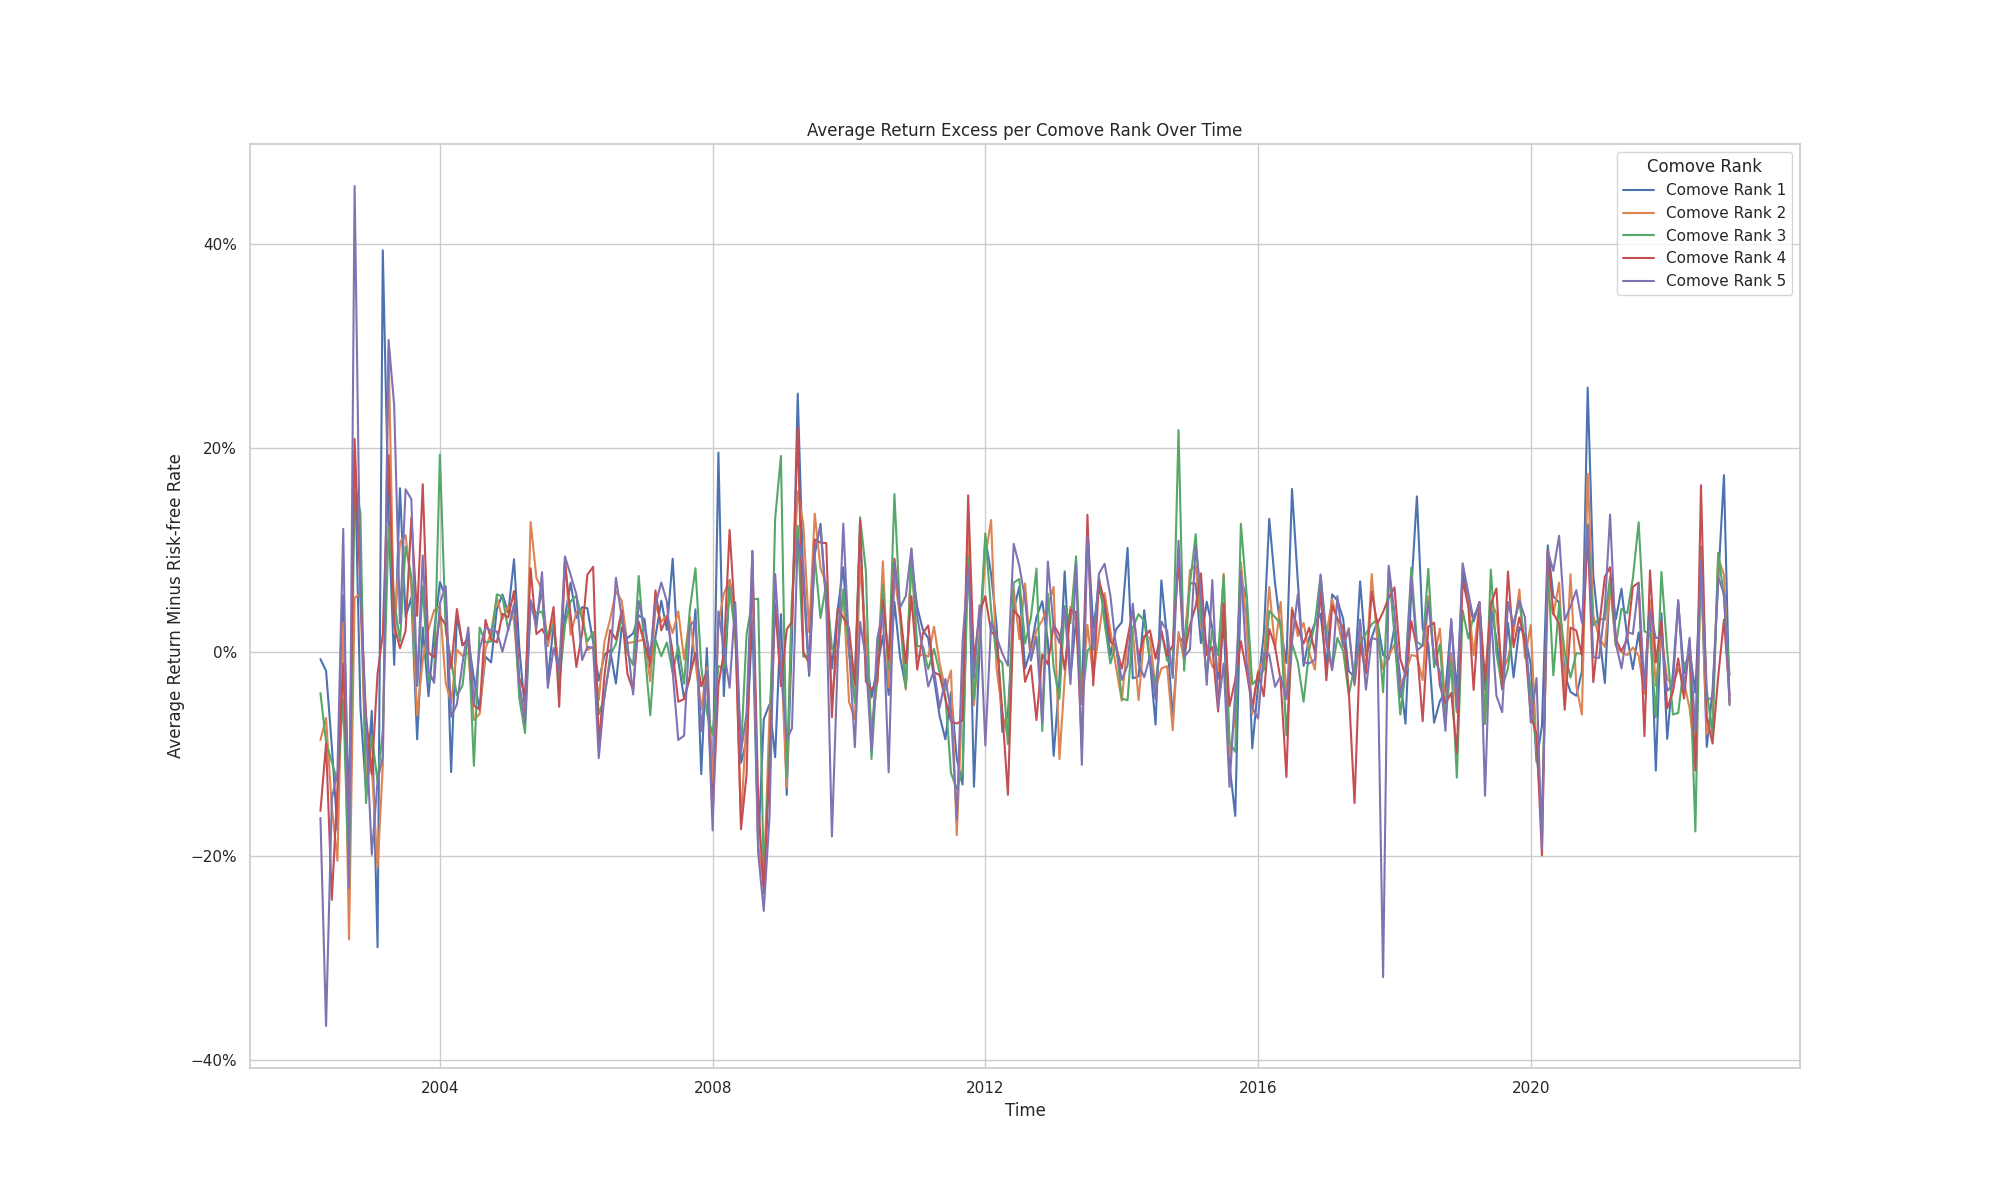 Average Return Excess per Comove Rank Over Time
Comove Rank
Comove Rank 1
Comove Rank 2
Comove Rank 3
Comove Rank 4
Comove Rank 5
Average Return Minus Risk-free Rate
40%
20%
0%
−20%
−40%
2004
2008
2012
2016
2020
Time